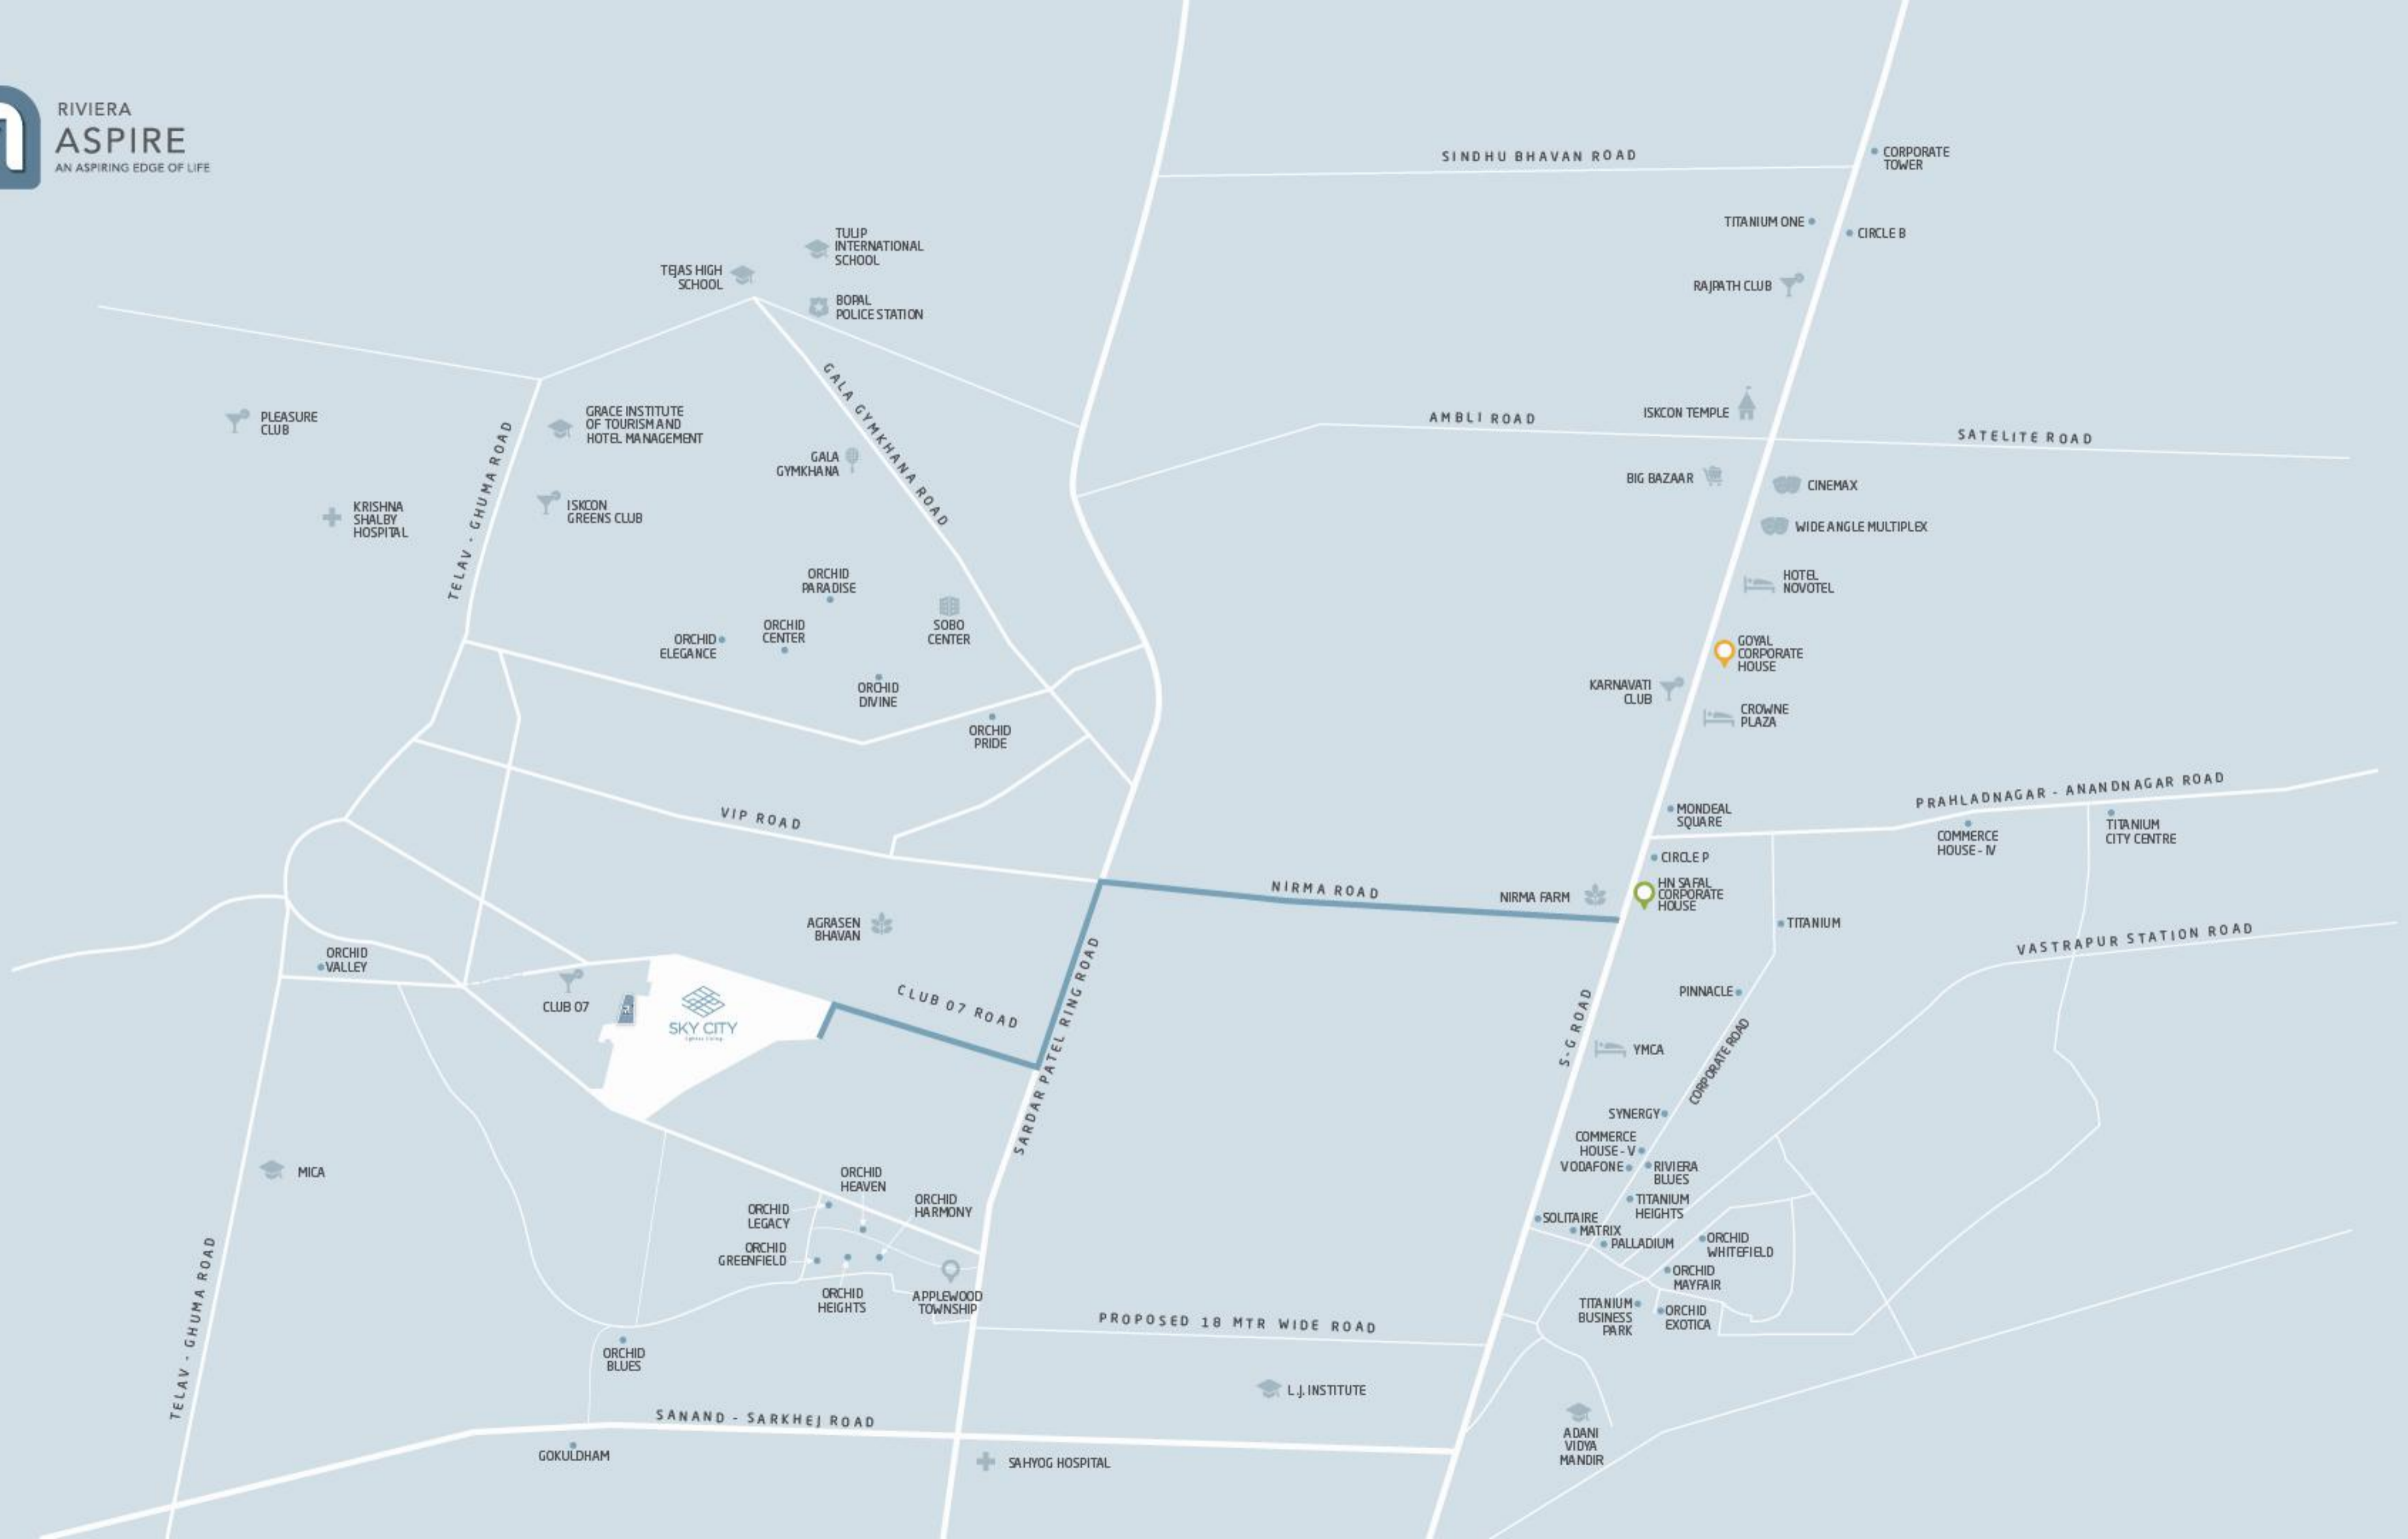 RIVIERA
ASPIRE
AN ASPIRING EDGE OF LIFE
SINDHU BHAVAN ROAD
CORPORATE
TOWER
TITANIUM ONE
CIRCLE B
RAJPATH CLUB
TULIP
INTERNATIONAL
SCHOOL
TEJAS HIGH
SCHOOL
BOPAL
POLICE STATION
GALA GYMKHANA ROAD
PLEASURE
CLUB
TELAV - GHUMA ROAD
GRACE INSTITUTE
OF TOURISM AND
HOTEL MANAGEMENT
GALA
GYMKHANA
AMBLI ROAD
ISKCON TEMPLE
SATELITE ROAD
KRISHNA
SHALBY
HOSPITAL
ISKCON
GREENS CLUB
BIG BAZAAR
CINEMAX
WIDE ANGLE MULTIPLEX
HOTEL
NOVOTEL
ORCHID
PARADISE
ORCHID
CENTER
ORCHID
ELEGANCE
SOBO
CENTER
ORCHID
DIVINE
ORCHID
PRIDE
GOYAL
CORPORATE
HOUSE
KARNAVATI
CLUB
CROWNE
PLAZA
VIP ROAD
MONDEAL
SQUARE
PRAHLADNAGAR - ANANDNAGAR ROAD
COMMERCE
HOUSE - IV
TITANIUM
CITY CENTRE
CIRCLE P
NIRMA ROAD
NIRMA FARM
HN SAFAL
CORPORATE
HOUSE
TITANIUM
VASTRAPUR STATION ROAD
AGRASEN
BHAVAN
ORCHID
VALLEY
CLUB 07
SKY CITY
CLUB 07 ROAD
SARDAR PATEL RING ROAD
S-G ROAD
PINNACLE
YMCA
CORPORATE ROAD
SYNERGY
COMMERCE
HOUSE - V
VODAFONE
RIVIERA
BLUES
TITANIUM
HEIGHTS
SOLITAIRE
MATRIX
PALLADIUM
ORCHID
WHITEFIELD
ORCHID
MAYFAIR
TITANIUM
BUSINESS
PARK
ORCHID
EXOTICA
MICA
ORCHID
HEAVEN
ORCHID
HARMONY
ORCHID
LEGACY
ORCHID
GREENFIELD
ORCHID
HEIGHTS
APPLEWOOD
TOWNSHIP
TELAV - GHUMA ROAD
ORCHID
BLUES
PROPOSED 18 MTR WIDE ROAD
L.J. INSTITUTE
SANAND - SARKHEJ ROAD
GOKULDHAM
SAHYOG HOSPITAL
ADANI
VIDYA
MANDIR